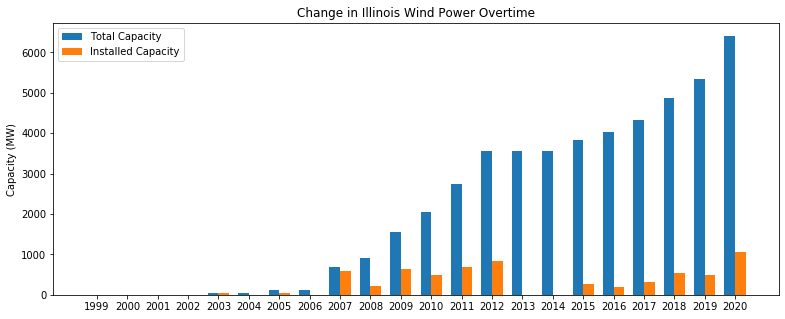 Change in Illinois Wind Power Overtime
Total Capacity
Installed Capacity
Capacity (MW)
6000
5000
4000
3000
2000
1000
0
1999 2000 2001 2002 2003 2004 2005 2006 2007 2008 2009 2010 2011 2012 2013 2014 2015 2016 2017 2018 2019 2020